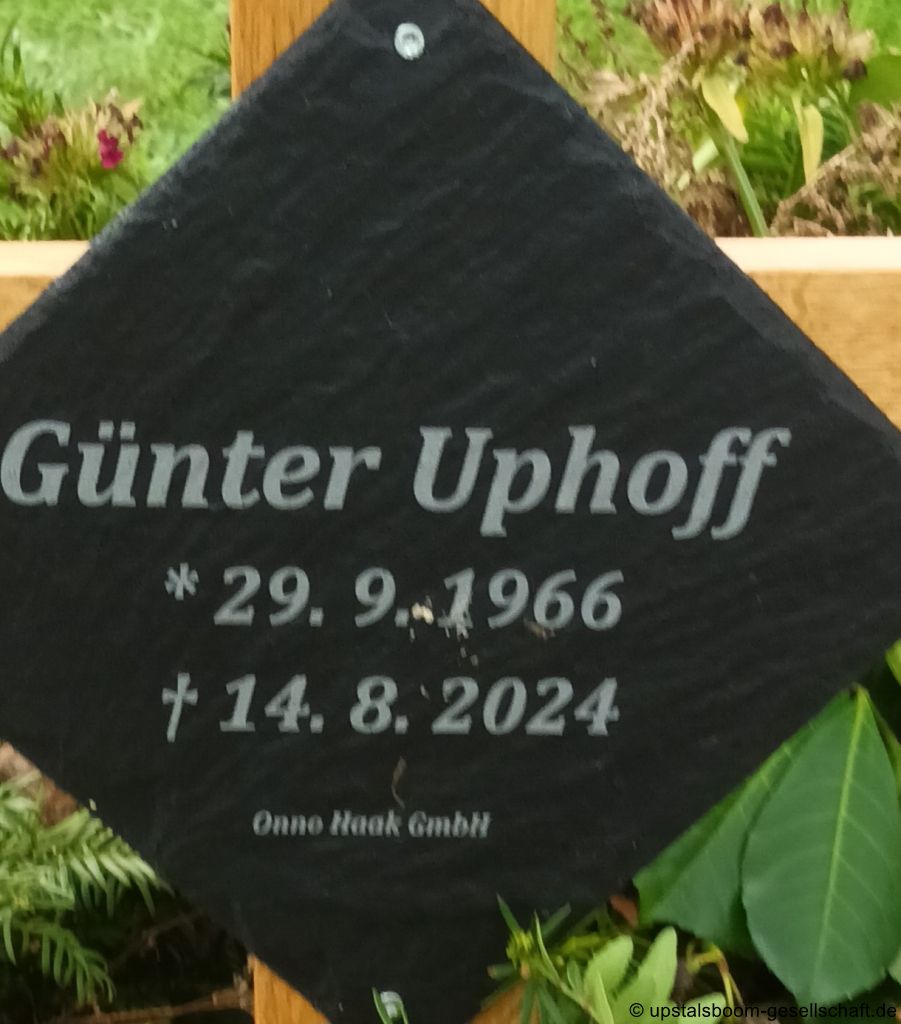 Günter Uphoff
* 29. 9. 1966
† 14. 8. 2024
Onno Haak GmbH
© upstalsboom-gesellschaft.de